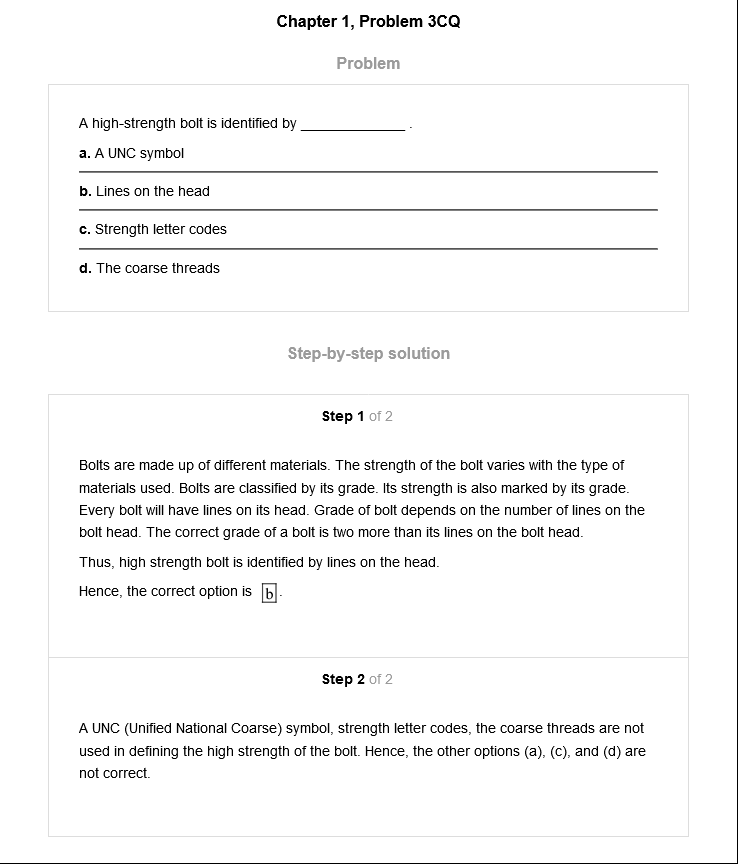 Chapter 1, Problem 3CQ
Problem
A high-strength bolt is identified by ______________ .
a. A UNC symbol
b. Lines on the head
c. Strength letter codes
d. The coarse threads
Step-by-step solution
Step 1 of 2
Bolts are made up of different materials. The strength of the bolt varies with the type of
materials used. Bolts are classified by its grade. Its strength is also marked by its grade.
Every bolt will have lines on its head. Grade of bolt depends on the number of lines on the
bolt head. The correct grade of a bolt is two more than its lines on the bolt head.
Thus, high strength bolt is identified by lines on the head.
Hence, the correct option is b.
Step 2 of 2
A UNC (Unified National Coarse) symbol, strength letter codes, the coarse threads are not
used in defining the high strength of the bolt. Hence, the other options (a), (c), and (d) are
not correct.